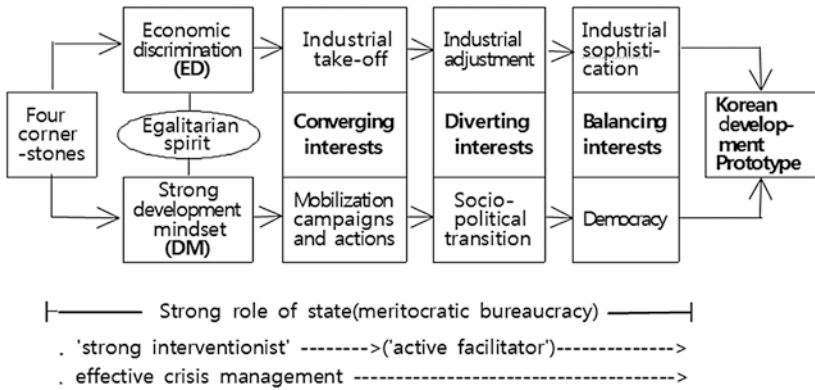 Four
corner
-stones
Economic
discrimination
(ED)
Egalitarian
spirit
Strong
development
mindset
(DM)
Industrial
take-off
Converging
interests
Mobilization
campaigns
and actions
Industrial
adjustment
Diverting
interests
Socio-
political
transition
Industrial
sophisti-
cation
Balancing
interests
Democracy
Korean
develop-
ment
Prototype
Strong role of state(meritocratic bureaucracy)
. 'strong interventionist' -------->('active facilitator')------------->
. effective crisis management ----------------------------------->